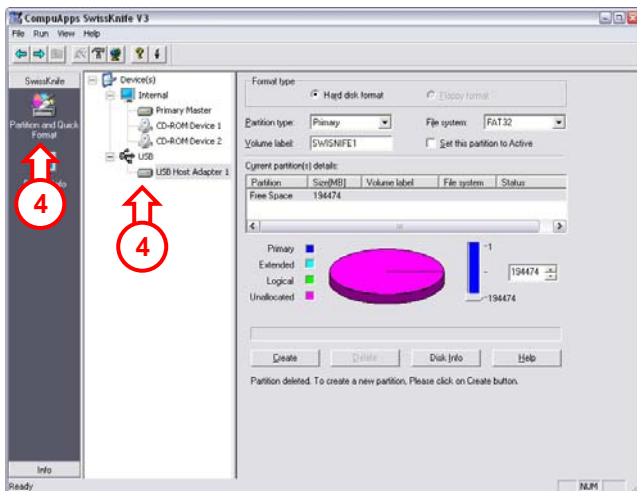 CompuApps SwissKnife V3
File Run View Help
SwissKnife
Partition and Quick
Format
4
Info
Device(s)
Internal
Primary Master
CD-ROM Device 1
CD-ROM Device 2
USB
USB Host Adapter 1
4
Format type
Hard disk format
Floppy format
Partition type: Primary
File system: FAT32
Volume label: SWISNIFE1
Set this partition to Active
Current partition(s) details:
Partition Size[MB] Volume label File system Status
Free Space 194474
Primary
Extended
Logical
Unallocated
-1
-
-194474
194474
Create Delete Disk Info Help
Partition deleted. To create a new partition, Please click on Create button.
Ready
NUM